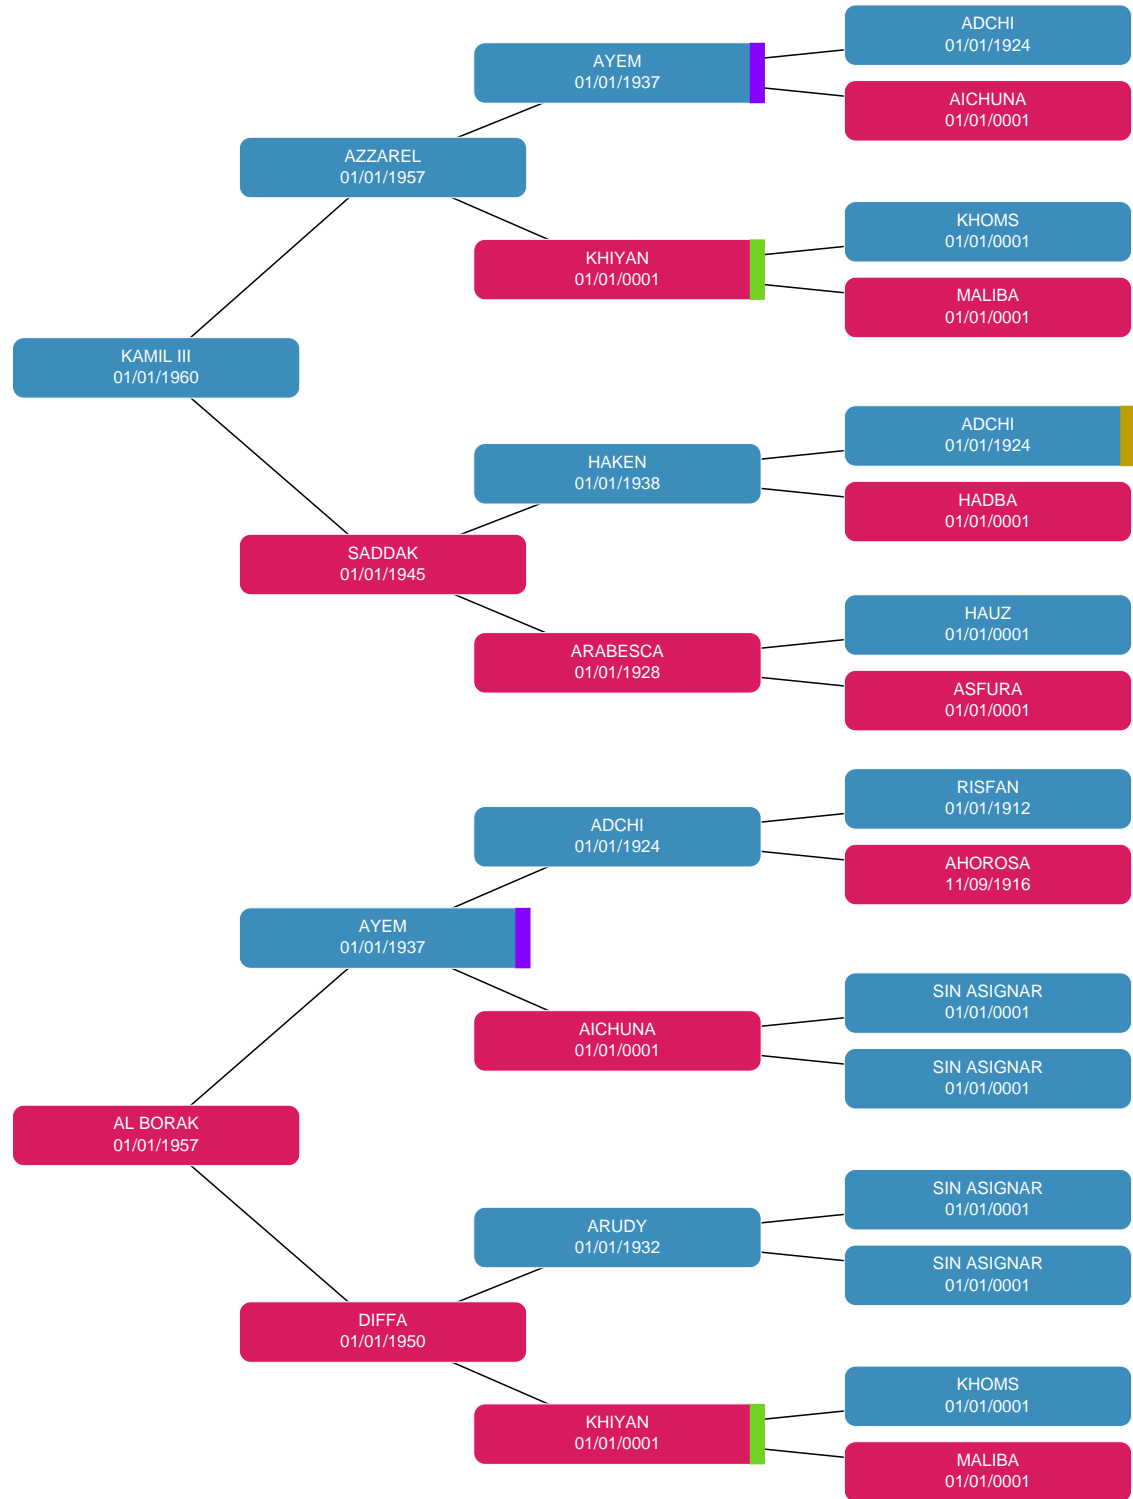 ADCHI
01/01/1924
AYEM
01/01/1937
AICHUNA
01/01/0001
AZZAREL
01/01/1957
KHOMS
01/01/0001
KHIYAN
01/01/0001
MALIBA
01/01/0001
KAMIL III
01/01/1960
ADCHI
01/01/1924
HAKEN
01/01/1938
HADBA
01/01/0001
SADDAK
01/01/1945
HAUZ
01/01/0001
ARABESCA
01/01/1928
ASFURA
01/01/0001
RISFAN
01/01/1912
ADCHI
01/01/1924
AHOROSA
11/09/1916
AYEM
01/01/1937
SIN ASIGNAR
01/01/0001
AICHUNA
01/01/0001
SIN ASIGNAR
01/01/0001
AL BORAK
01/01/1957
SIN ASIGNAR
01/01/0001
ARUDY
01/01/1932
SIN ASIGNAR
01/01/0001
DIFFA
01/01/1950
KHOMS
01/01/0001
KHIYAN
01/01/0001
MALIBA
01/01/0001